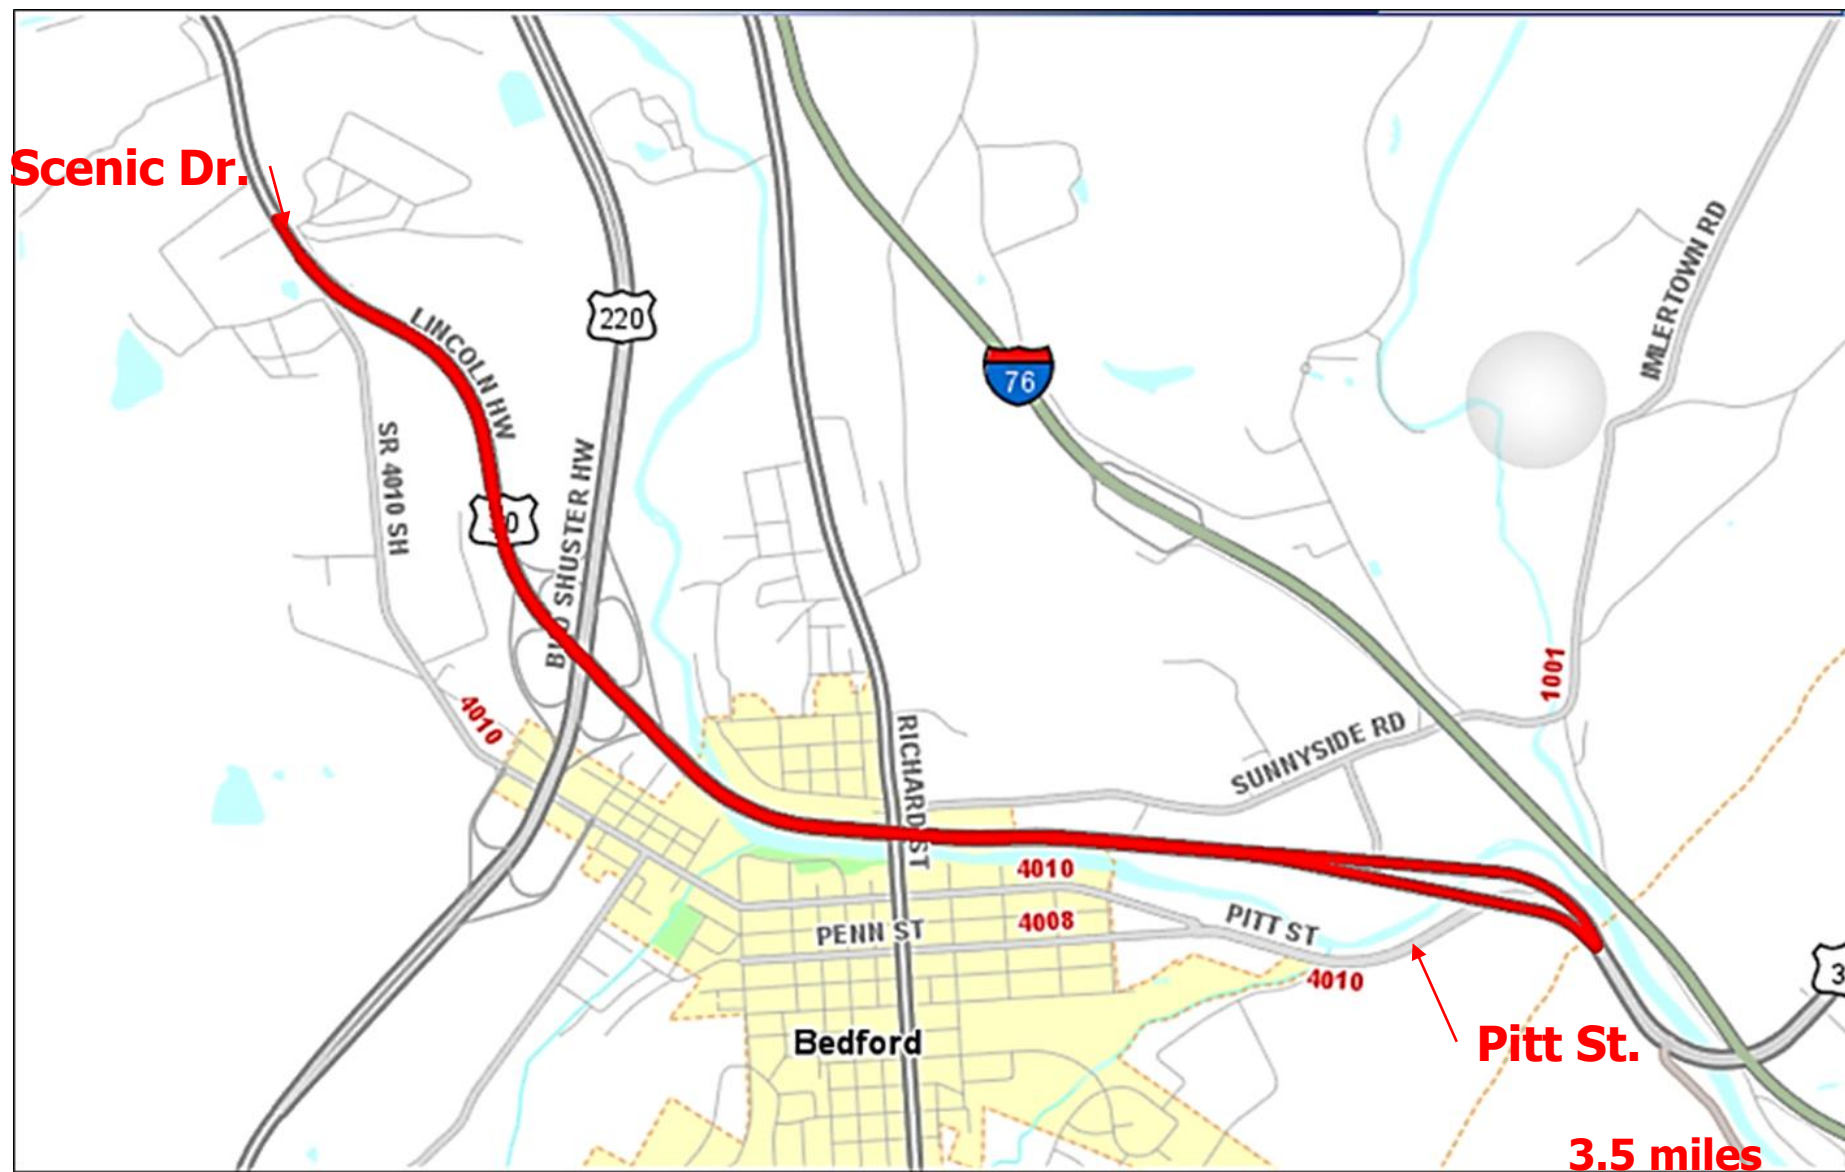 Scenic Dr.
LINCOLN HW
220
76
IMLERTOWN RD
SR 4010 SH
SHUSTER HW
1001
4010
RICHARD ST
SUNNYSIDE RD
4010
PENN ST
4008
PITT ST
4010
3
Bedford
Pitt St.
3.5 miles